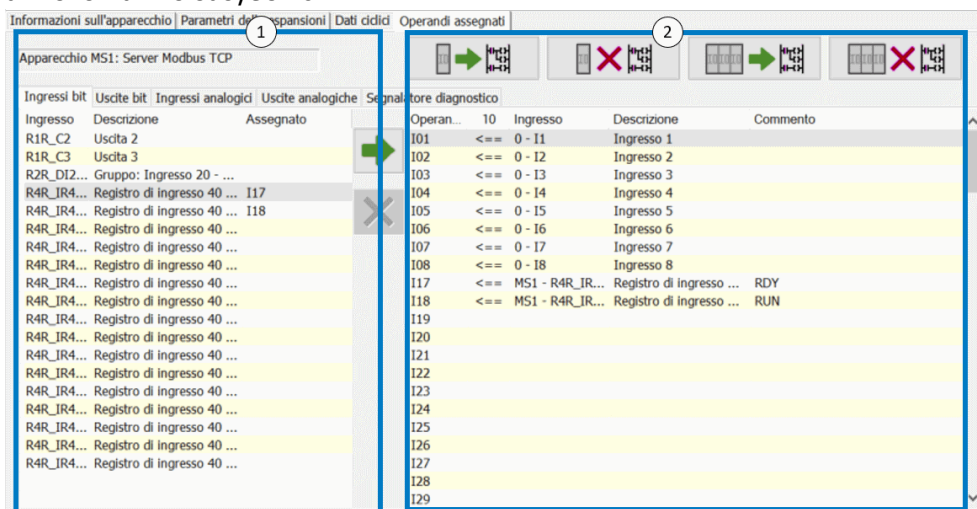 Informazioni sull'apparecchio Parametri delle espansioni Dati ciclici Operandi assegnati
1
2
Apparecchio MS1: Server Modbus TCP
Ingressi bit Uscite bit Ingressi analogici Uscite analogiche Segnalatore diagnostico
Ingresso Descrizione Assegnato
R1R_C2 Uscita 2
R1R_C3 Uscita 3
R2R_DI2... Gruppo: Ingresso 20 - ...
R4R_IR4... Registro di ingresso 40 ... I17
R4R_IR4... Registro di ingresso 40 ... I18
R4R_IR4... Registro di ingresso 40 ...
R4R_IR4... Registro di ingresso 40 ...
R4R_IR4... Registro di ingresso 40 ...
R4R_IR4... Registro di ingresso 40 ...
R4R_IR4... Registro di ingresso 40 ...
R4R_IR4... Registro di ingresso 40 ...
R4R_IR4... Registro di ingresso 40 ...
R4R_IR4... Registro di ingresso 40 ...
R4R_IR4... Registro di ingresso 40 ...
R4R_IR4... Registro di ingresso 40 ...
R4R_IR4... Registro di ingresso 40 ...
R4R_IR4... Registro di ingresso 40 ...
R4R_IR4... Registro di ingresso 40 ...
R4R_IR4... Registro di ingresso 40 ...
Operan... 10 Ingresso Descrizione Commento
I01 <== 0 - I1 Ingresso 1
I02 <== 0 - I2 Ingresso 2
I03 <== 0 - I3 Ingresso 3
I04 <== 0 - I4 Ingresso 4
I05 <== 0 - I5 Ingresso 5
I06 <== 0 - I6 Ingresso 6
I07 <== 0 - I7 Ingresso 7
I08 <== 0 - I8 Ingresso 8
I17 <== MS1 - R4R_IR... Registro di ingresso ... RDY
I18 <== MS1 - R4R_IR... Registro di ingresso ... RUN
I19
I20
I21
I22
I23
I24
I25
I26
I27
I28
I29